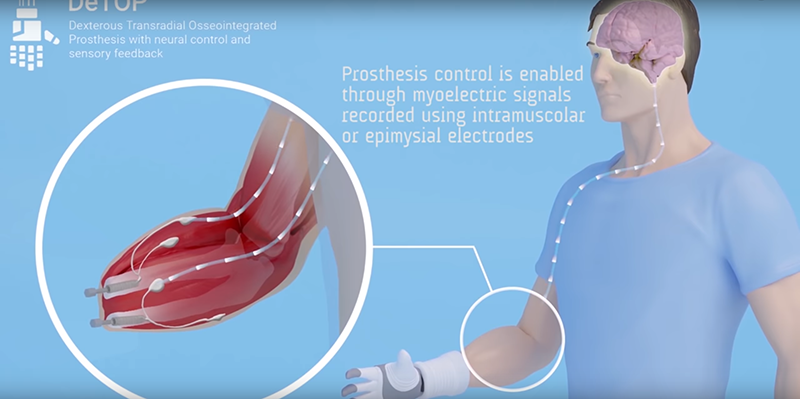 DeTOP
Dexterous Transradial Osseointegrated
Prosthesis with neural control and
sensory feedback
Prosthesis control is enabled
through myoelectric signals
recorded using intramuscular
or epimysial electrodes